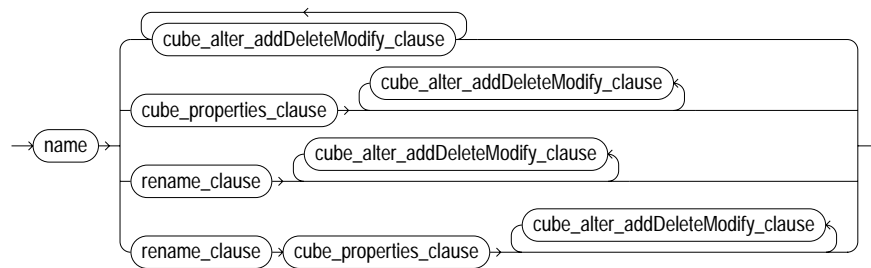 cube_alter_addDeleteModify_clause
cube_alter_addDeleteModify_clause
cube_properties_clause
name
cube_alter_addDeleteModify_clause
rename_clause
cube_alter_addDeleteModify_clause
rename_clause cube_properties_clause